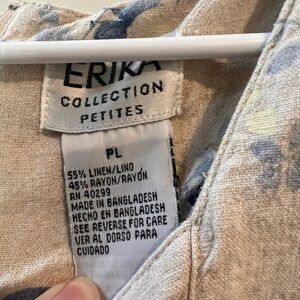 ERIKA
COLLECTION
PETITES
PL
55% LINEN/LINO
45% RAYON/RAYÓN
RN 40299
MADE IN BANGLADESH
HECHO EN BANGLADESH
SEE REVERSE FOR CARE
VER AL DORSO PARA
CUIDADO